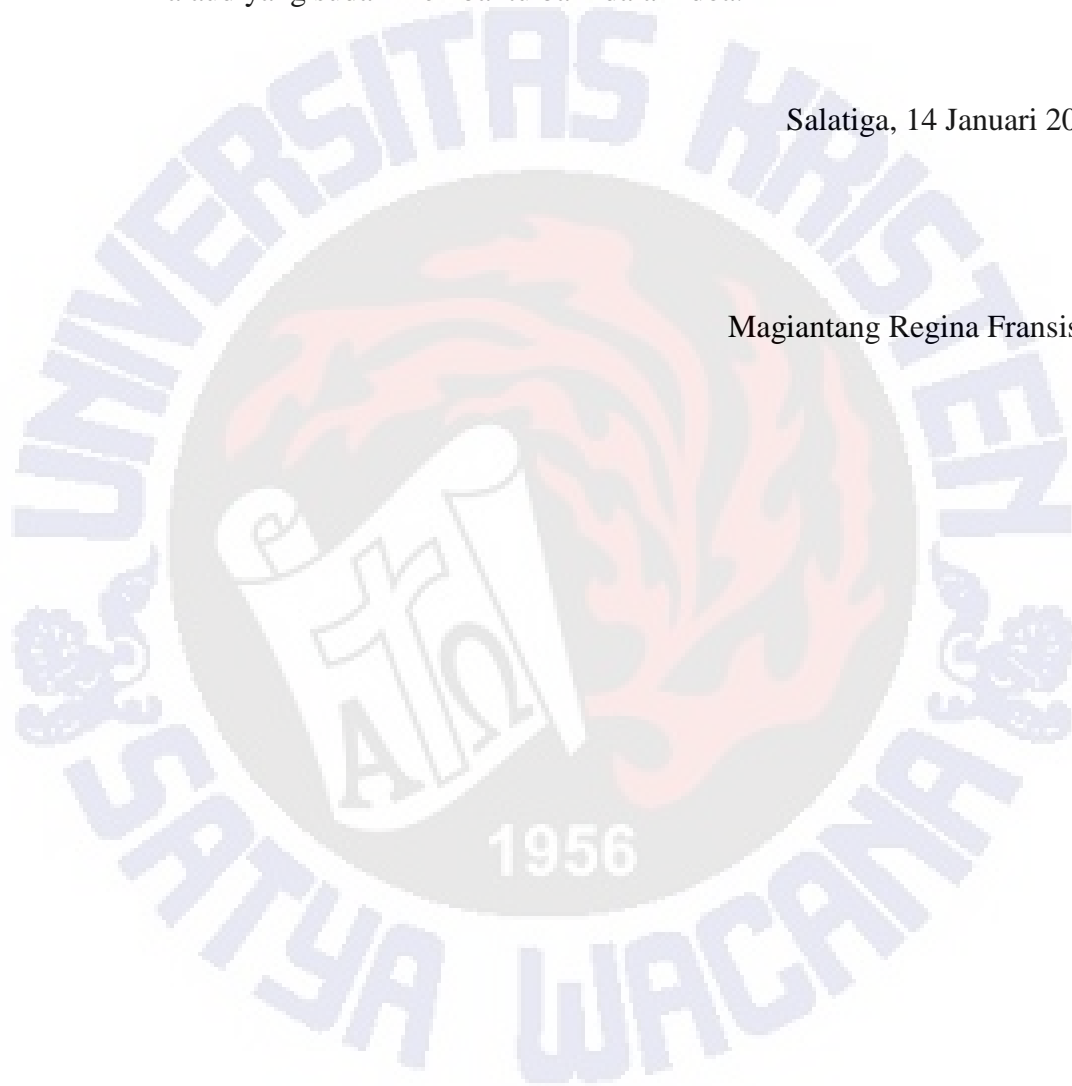 Salatiga, 14 Januari 20
Magiantang Regina Fransis
UNIVERSITAS KRISTEN
SATYA WACANA
Α Ω
1956